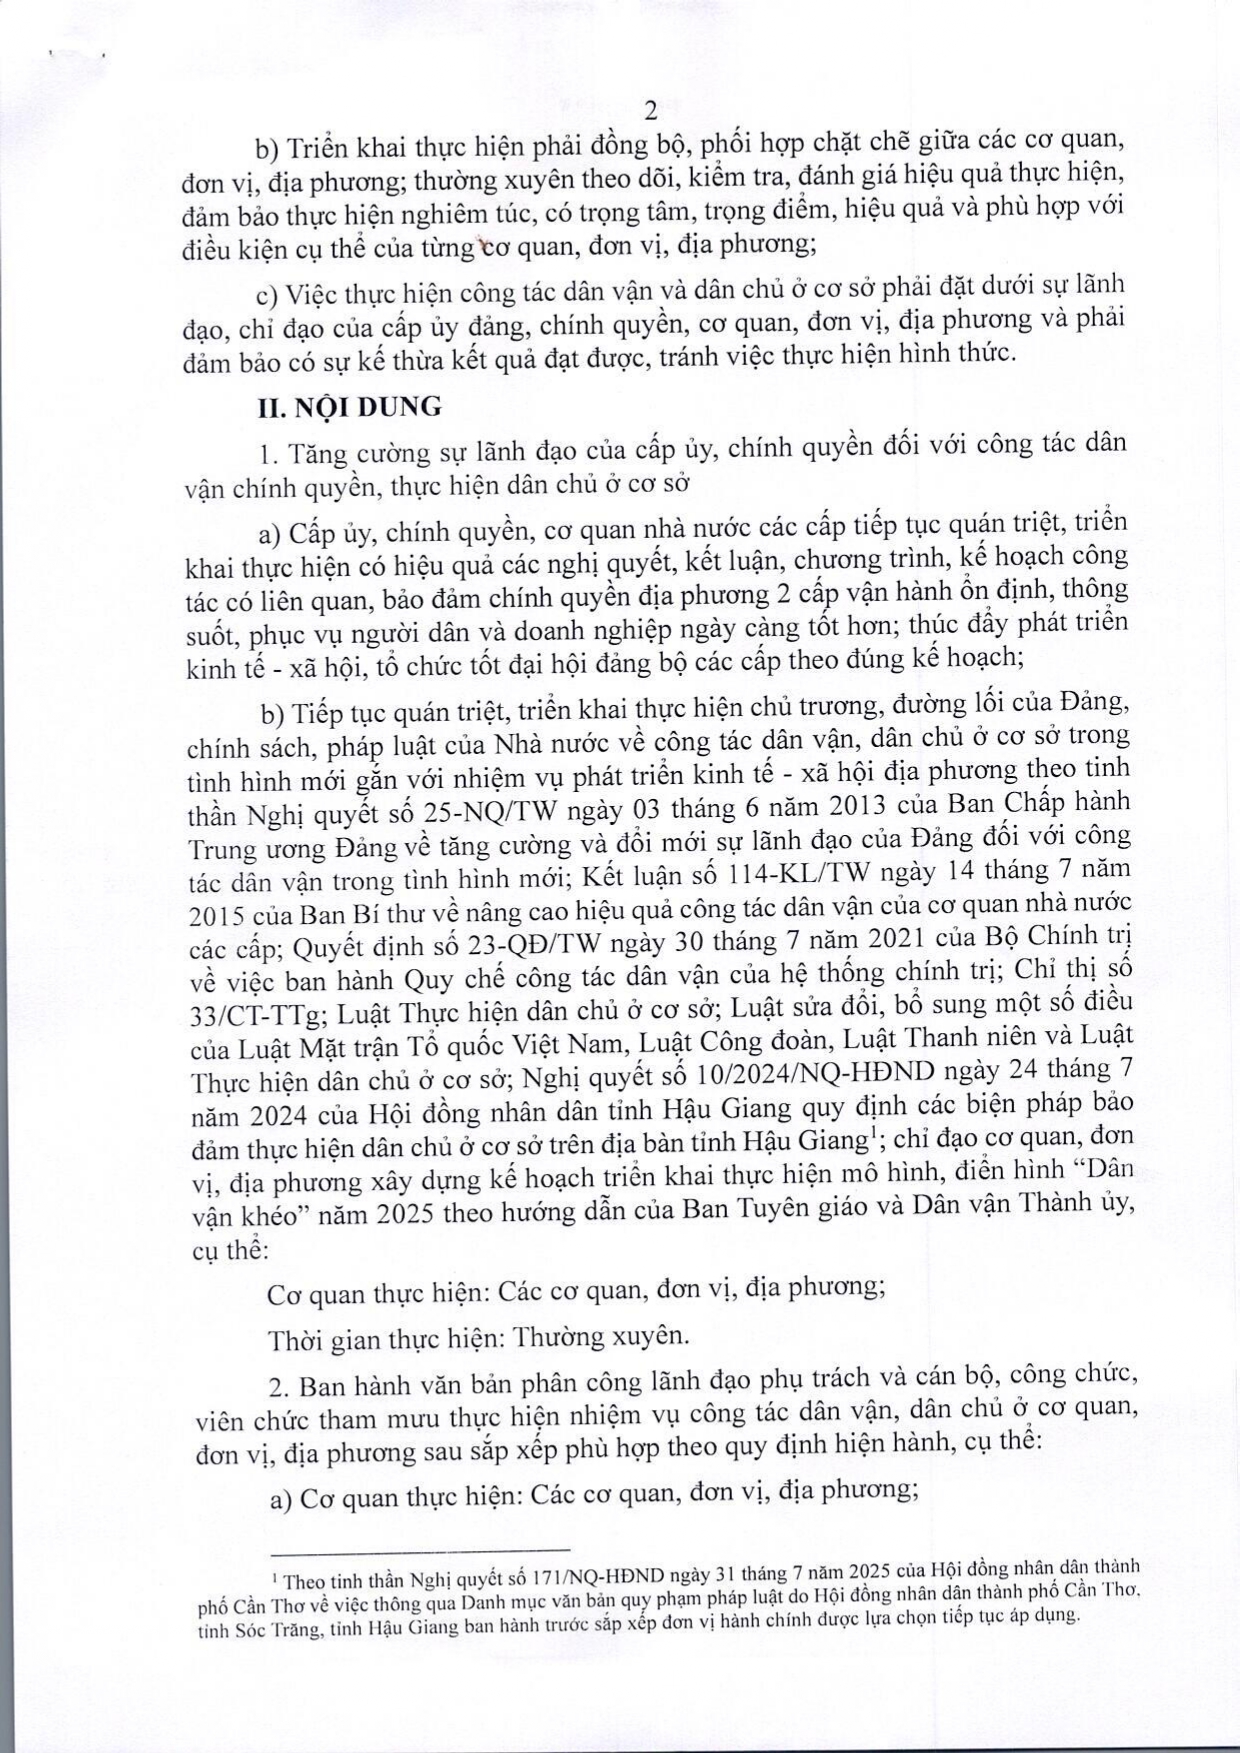 2
b) Triển khai thực hiện phải đồng bộ, phối hợp chặt chẽ giữa các cơ quan,
đơn vị, địa phương; thường xuyên theo dõi, kiểm tra, đánh giá hiệu quả thực hiện,
đảm bảo thực hiện nghiêm túc, có trọng tâm, trọng điểm, hiệu quả và phù hợp với
điều kiện cụ thể của từng cơ quan, đơn vị, địa phương;
c) Việc thực hiện công tác dân vận và dân chủ ở cơ sở phải đặt dưới sự lãnh
đạo, chỉ đạo của cấp ủy đảng, chính quyền, cơ quan, đơn vị, địa phương và phải
đảm bảo có sự kế thừa kết quả đạt được, tránh việc thực hiện hình thức.
II. NỘI DUNG
1. Tăng cường sự lãnh đạo của cấp ủy, chính quyền đối với công tác dân
vận chính quyền, thực hiện dân chủ ở cơ sở
a) Cấp ủy, chính quyền, cơ quan nhà nước các cấp tiếp tục quán triệt, triển
khai thực hiện có hiệu quả các nghị quyết, kết luận, chương trình, kế hoạch công
tác có liên quan, bảo đảm chính quyền địa phương 2 cấp vận hành ổn định, thông
suốt, phục vụ người dân và doanh nghiệp ngày càng tốt hơn; thúc đẩy phát triển
kinh tế - xã hội, tổ chức tốt đại hội đảng bộ các cấp theo đúng kế hoạch;
b) Tiếp tục quán triệt, triển khai thực hiện chủ trương, đường lối của Đảng,
chính sách, pháp luật của Nhà nước về công tác dân vận, dân chủ ở cơ sở trong
tình hình mới gắn với nhiệm vụ phát triển kinh tế - xã hội địa phương theo tinh
thần Nghị quyết số 25-NQ/TW ngày 03 tháng 6 năm 2013 của Ban Chấp hành
Trung ương Đảng về tăng cường và đổi mới sự lãnh đạo của Đảng đối với công
tác dân vận trong tình hình mới; Kết luận số 114-KL/TW ngày 14 tháng 7 năm
2015 của Ban Bí thư về nâng cao hiệu quả công tác dân vận của cơ quan nhà nước
các cấp; Quyết định số 23-QĐ/TW ngày 30 tháng 7 năm 2021 của Bộ Chính trị
về việc ban hành Quy chế công tác dân vận của hệ thống chính trị; Chỉ thị số
33/CT-TTg; Luật Thực hiện dân chủ ở cơ sở; Luật sửa đổi, bổ sung một số điều
của Luật Mặt trận Tổ quốc Việt Nam, Luật Công đoàn, Luật Thanh niên và Luật
Thực hiện dân chủ ở cơ sở; Nghị quyết số 10/2024/NQ-HĐND ngày 24 tháng 7
năm 2024 của Hội đồng nhân dân tỉnh Hậu Giang quy định các biện pháp bảo
đảm thực hiện dân chủ ở cơ sở trên địa bàn tỉnh Hậu Giang¹; chỉ đạo cơ quan, đơn
vị, địa phương xây dựng kế hoạch triển khai thực hiện mô hình, điển hình “Dân
vận khéo” năm 2025 theo hướng dẫn của Ban Tuyên giáo và Dân vận Thành ủy,
cụ thể:
Cơ quan thực hiện: Các cơ quan, đơn vị, địa phương;
Thời gian thực hiện: Thường xuyên.
2. Ban hành văn bản phân công lãnh đạo phụ trách và cán bộ, công chức,
viên chức tham mưu thực hiện nhiệm vụ công tác dân vận, dân chủ ở cơ quan,
đơn vị, địa phương sau sắp xếp phù hợp theo quy định hiện hành, cụ thể:
a) Cơ quan thực hiện: Các cơ quan, đơn vị, địa phương;
¹ Theo tinh thần Nghị quyết số 171/NQ-HĐND ngày 31 tháng 7 năm 2025 của Hội đồng nhân dân thành
phố Cần Thơ về việc thông qua Danh mục văn bản quy phạm pháp luật do Hội đồng nhân dân thành phố Cần Thơ,
tỉnh Sóc Trăng, tỉnh Hậu Giang ban hành trước sắp xếp đơn vị hành chính được lựa chọn tiếp tục áp dụng.